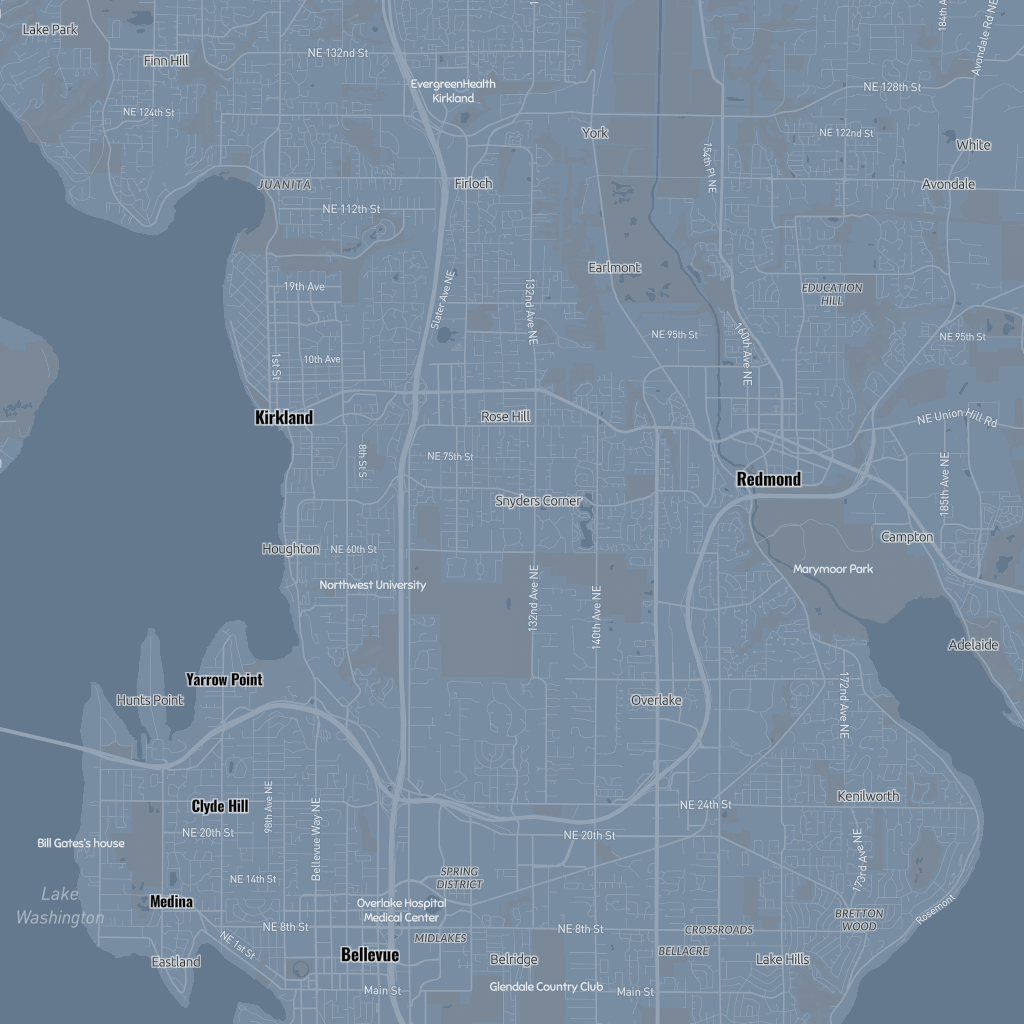 Lake Park
Finn Hill
NE 132nd St
184th A
Avondale Rd NE
EvergreenHealth
Kirkland
NE 128th St
NE 124th St
York
NE 122nd St
White
154th Pl NE
JUANITA
Firloch
Avondale
NE 112th St
Earlmont
19th Ave
Slater Ave NE
132nd Ave NE
EDUCATION
HILL
NE 95th St
NE 95th St
160th Ave NE
10th Ave
1st St
Kirkland
Rose Hill
NE Union Hill Rd
8th St S
NE 75th St
Redmond
185th Ave NE
Snyders Corner
Campton
Houghton
NE 60th St
Marymoor Park
Northwest University
132nd Ave NE
140th Ave NE
Adelaide
Yarrow Point
Hunts Point
Overlake
172nd Ave NE
Clyde Hill
98th Ave NE
NE 24th St
Kenilworth
NE 20th St
Bellevue Way NE
NE 20th St
Bill Gates's house
173rd Ave NE
NE 14th St
SPRING
DISTRICT
Lake
Washington
Medina
Overlake Hospital
Medical Center
Rosemont
BRETTON
WOOD
NE 8th St
NE 8th St
CROSSROADS
NE 1st St
MIDLAKES
BELLACRE
Bellevue
Eastland
Belridge
Lake Hills
Main St
Glendale Country Club
Main St